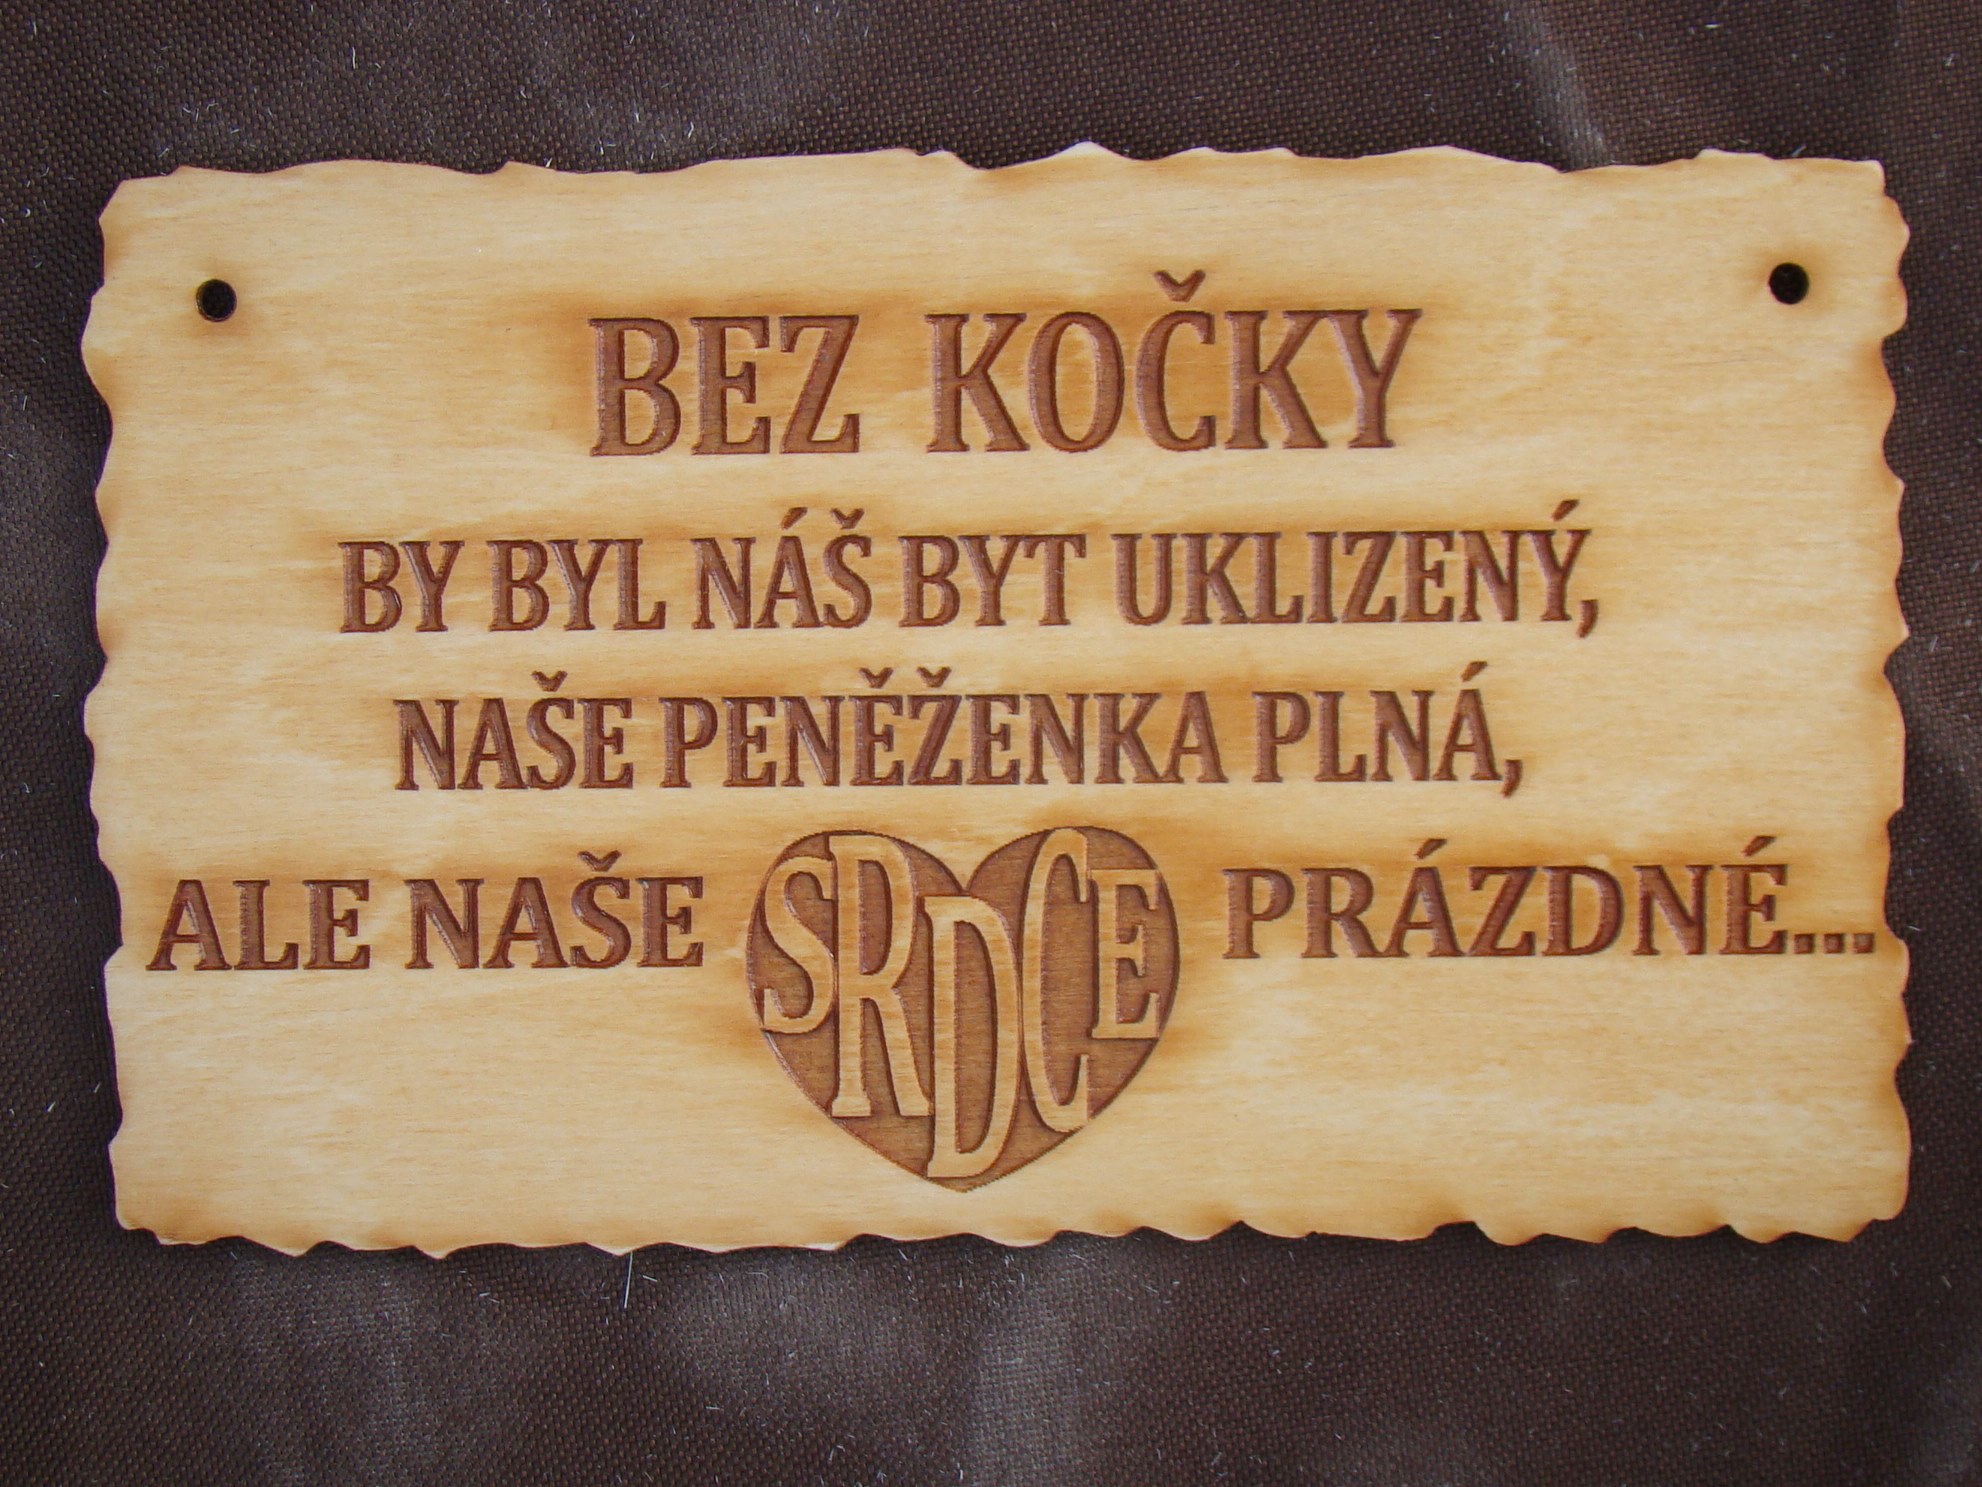 BEZ KOČKY
BY BYL NÁŠ BYT UKLIZENÝ,
NAŠE PENĚŽENKA PLNÁ,
ALE NAŠE SRDCE PRÁZDNÉ...